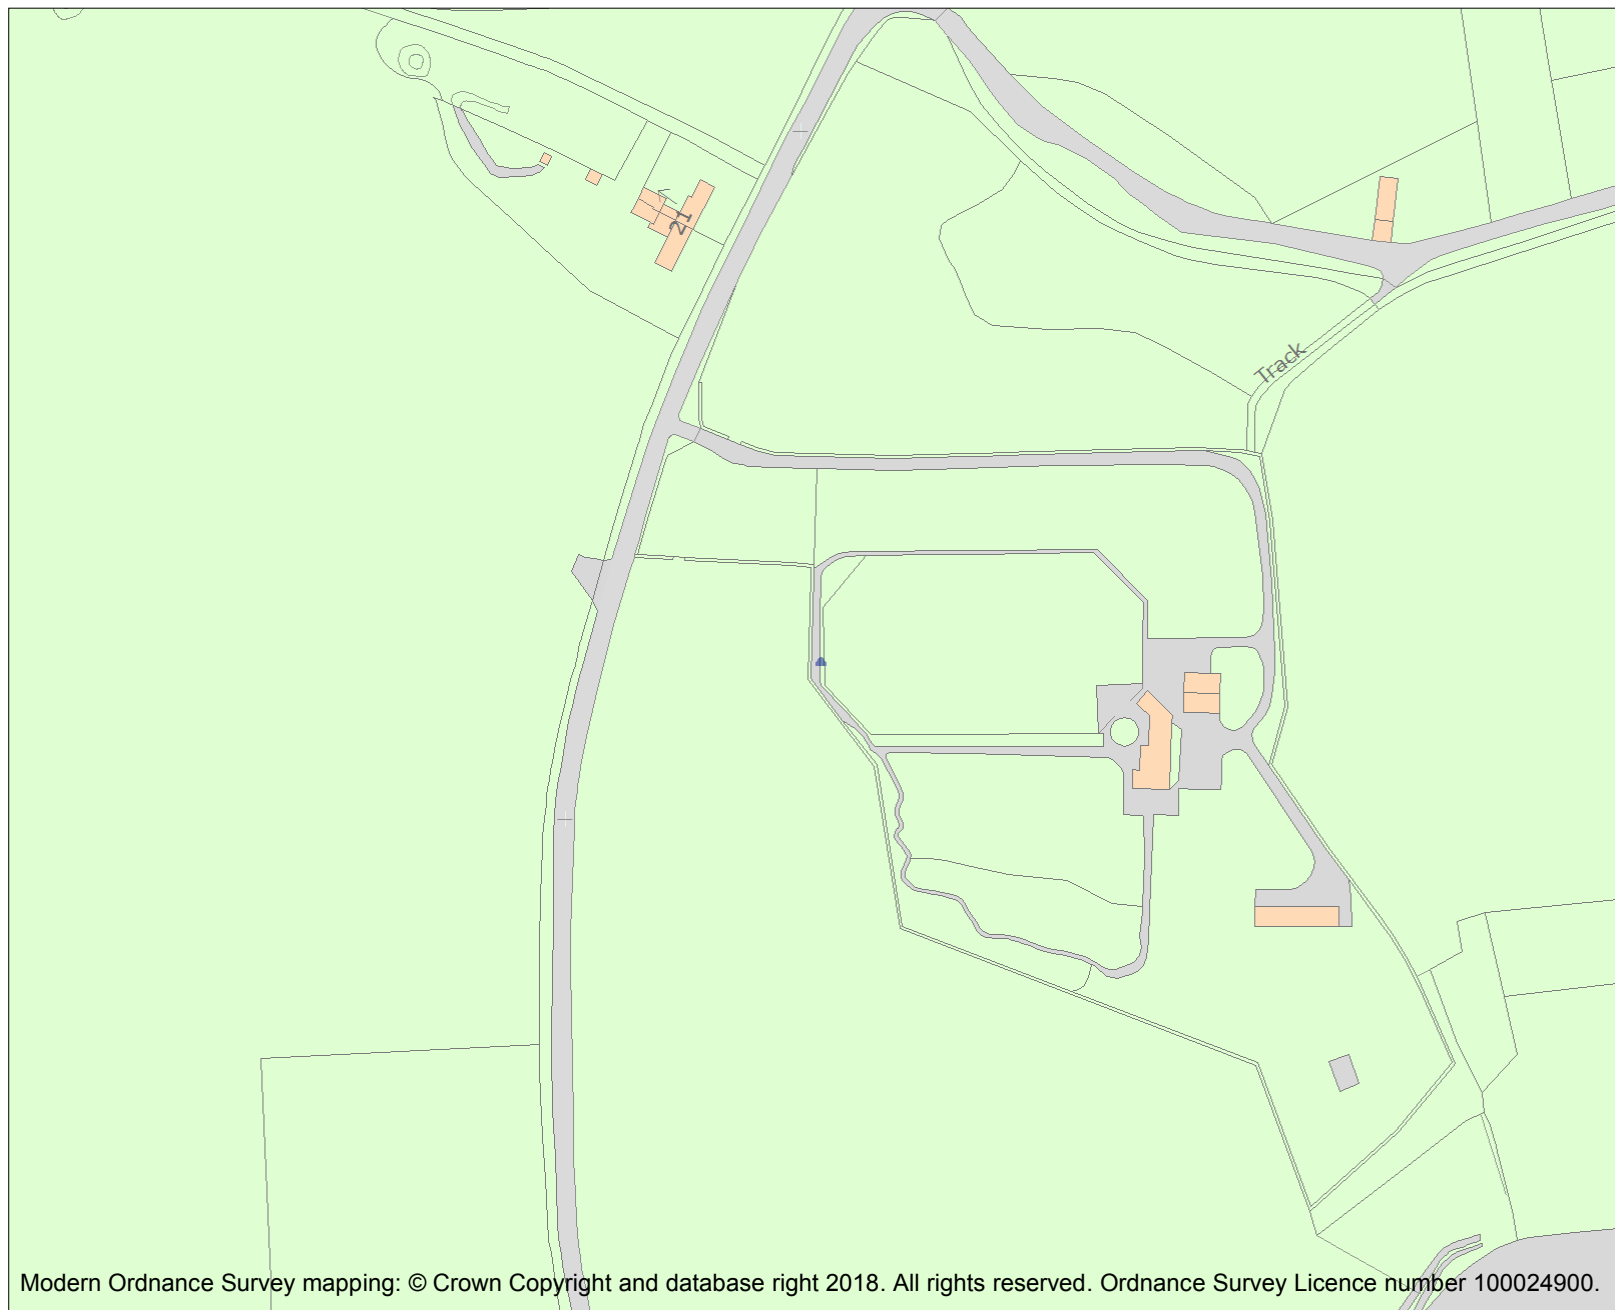 21
Track
Modern Ordnance Survey mapping: © Crown Copyright and database right 2018. All rights reserved. Ordnance Survey Licence number 100024900.